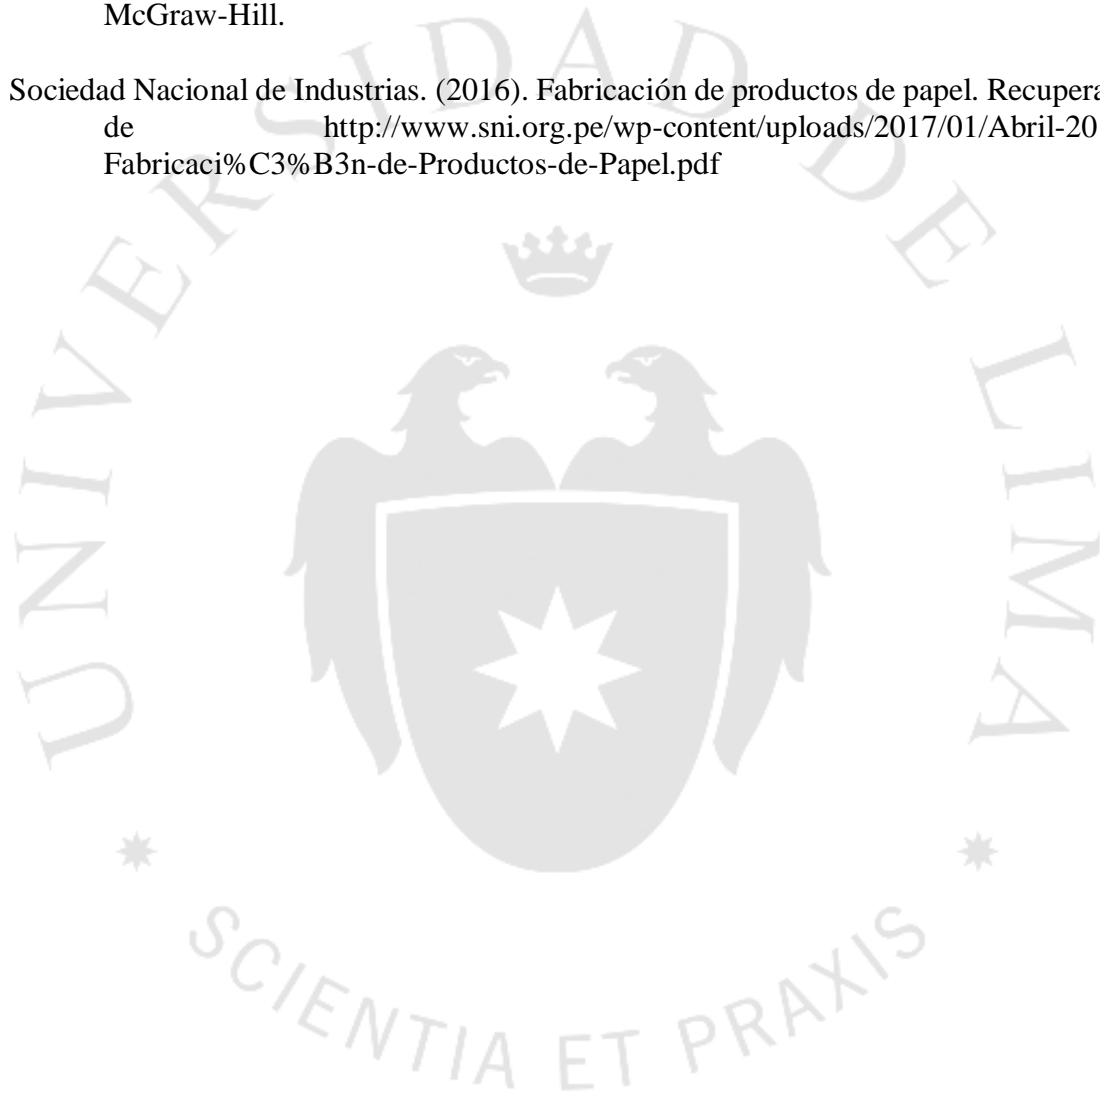 McGraw-Hill.
Sociedad Nacional de Industrias. (2016). Fabricación de productos de papel. Recupera
de http://www.sni.org.pe/wp-content/uploads/2017/01/Abril-20
Fabricaci%C3%B3n-de-Productos-de-Papel.pdf
UNIVERSIDAD DE LIMA
SCIENTIA ET PRAXIS